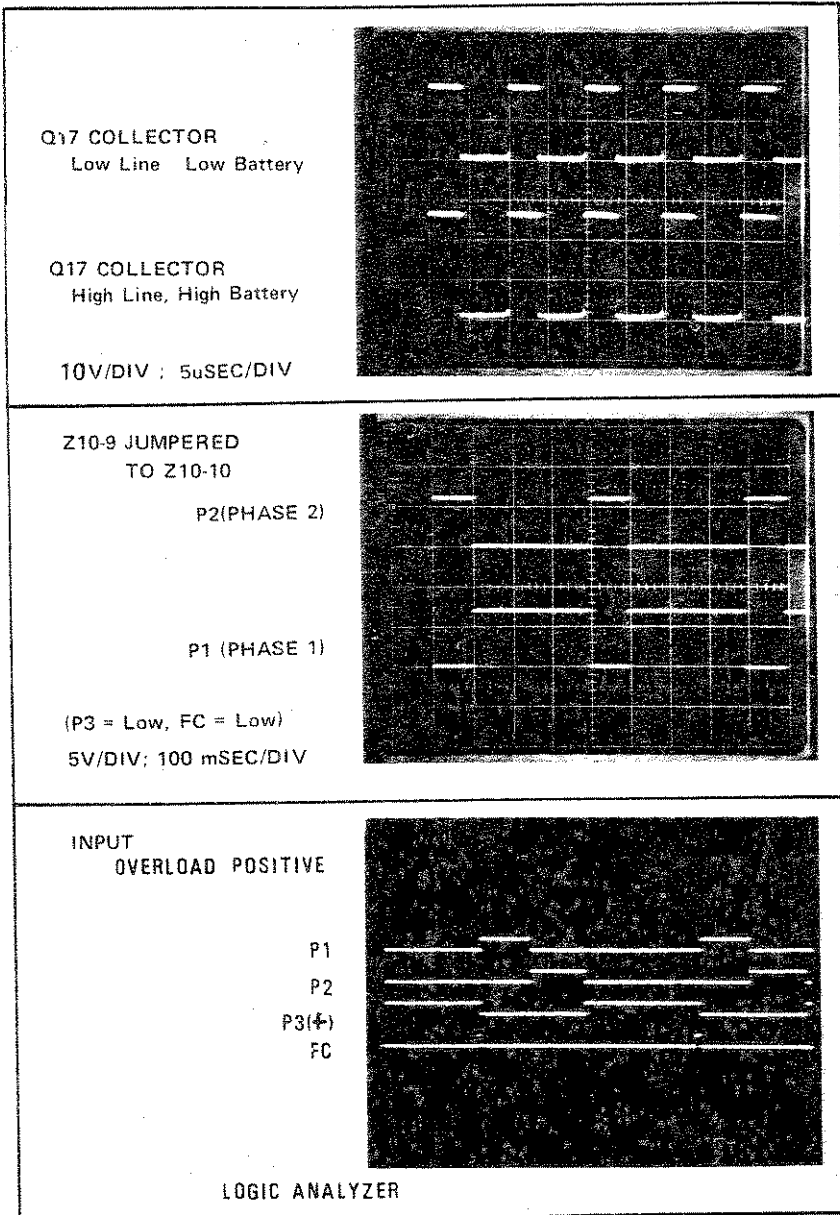 Q17 COLLECTOR
Low Line Low Battery
Q17 COLLECTOR
High Line, High Battery
10V/DIV ; 5uSEC/DIV
Z10-9 JUMPERED
TO Z10-10
P2(PHASE 2)
P1 (PHASE 1)
(P3 = Low, FC = Low)
5V/DIV; 100 mSEC/DIV
INPUT
OVERLOAD POSITIVE
P1
P2
P3(+)
FC
LOGIC ANALYZER